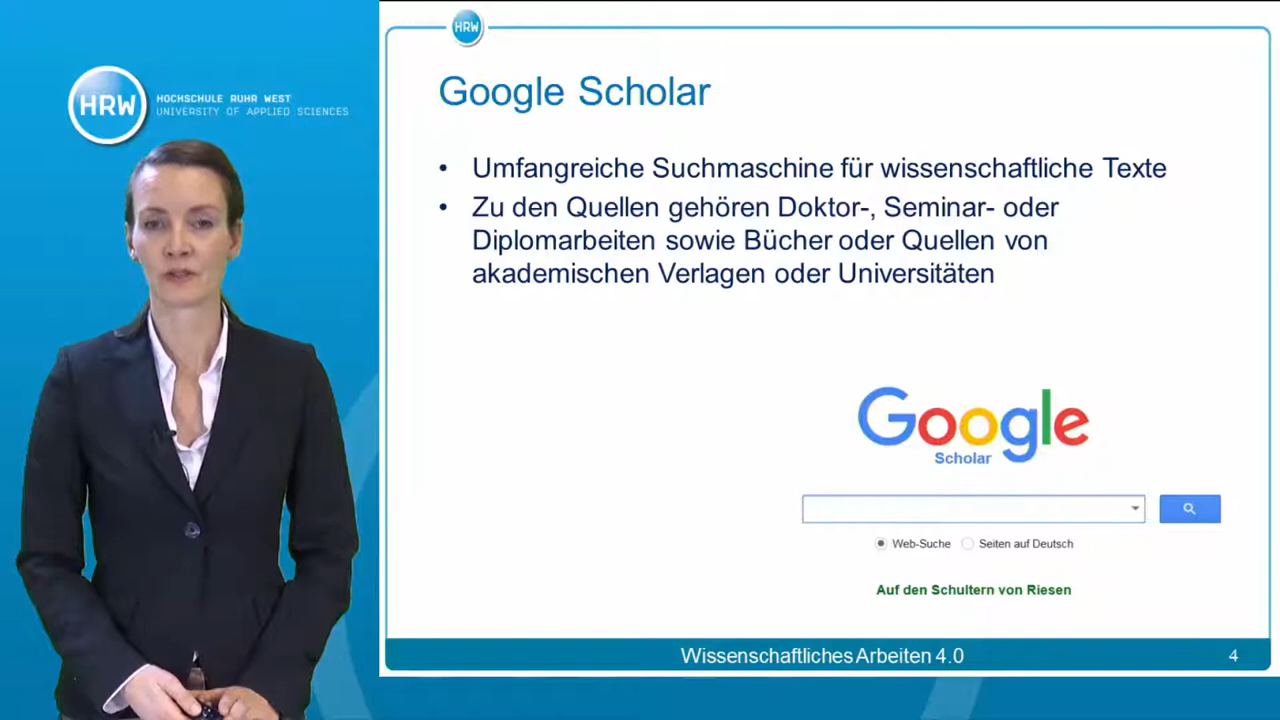 HRW
HOCHSCHULE RUHR WEST
UNIVERSITY OF APPLIED SCIENCES
HRW
Google Scholar
• Umfangreiche Suchmaschine für wissenschaftliche Texte
• Zu den Quellen gehören Doktor-, Seminar- oder
Diplomarbeiten sowie Bücher oder Quellen von
akademischen Verlagen oder Universitäten
Google
Scholar
Web-Suche Seiten auf Deutsch
Auf den Schultern von Riesen
Wissenschaftliches Arbeiten 4.0 4